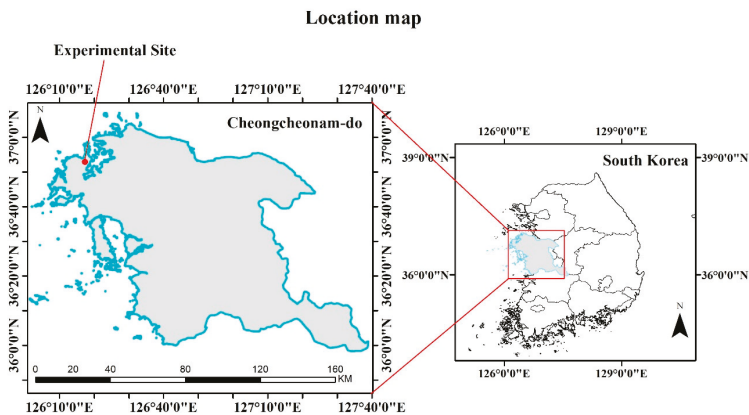 Location map
Experimental Site
126°10'0"E 126°40'0"E 127°10'0"E 127°40'0"E
N
Cheongcheonam-do
37°0'0"N
36°40'0"N
36°20'0"N
36°0'0"N
37°0'0"N
36°40'0"N
36°20'0"N
36°0'0"N
0 40 80 120 160
KM
126°10'0"E 126°40'0"E 127°10'0"E 127°40'0"E
126°0'0"E 129°0'0"E
39°0'0"N
South Korea
39°0'0"N
36°0'0"N
36°0'0"N
N
126°0'0"E 129°0'0"E